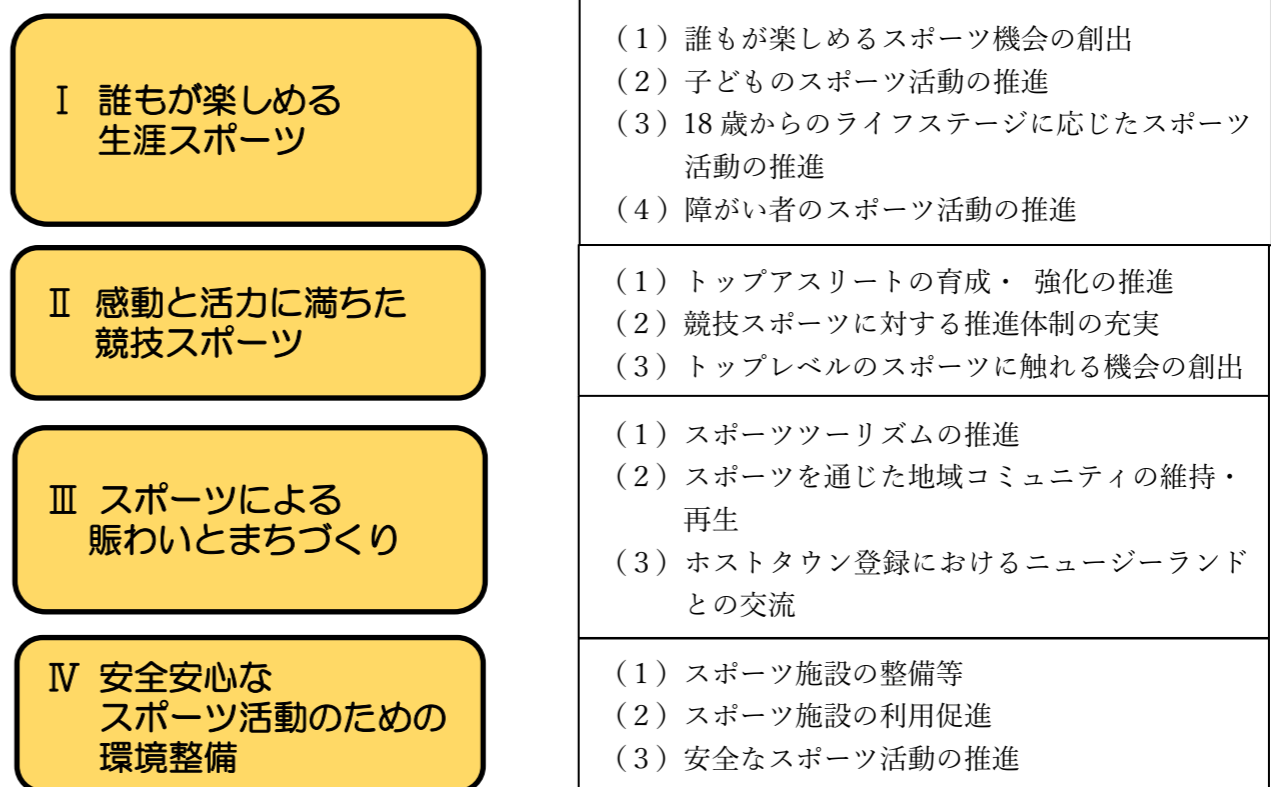 Ⅰ 誰もが楽しめる
生涯スポーツ
(1)誰もが楽しめるスポーツ機会の創出
(2)子どものスポーツ活動の推進
(3)18歳からのライフステージに応じたスポーツ
活動の推進
(4)障がい者のスポーツ活動の推進
Ⅱ 感動と活力に満ちた
競技スポーツ
(1)トップアスリートの育成・ 強化の推進
(2)競技スポーツに対する推進体制の充実
(3)トップレベルのスポーツに触れる機会の創出
Ⅲ スポーツによる
賑わいとまちづくり
(1)スポーツツーリズムの推進
(2)スポーツを通じた地域コミュニティの維持・
再生
(3)ホストタウン登録におけるニュージーランド
との交流
Ⅳ 安全安心な
スポーツ活動のための
環境整備
(1)スポーツ施設の整備等
(2)スポーツ施設の利用促進
(3)安全なスポーツ活動の推進